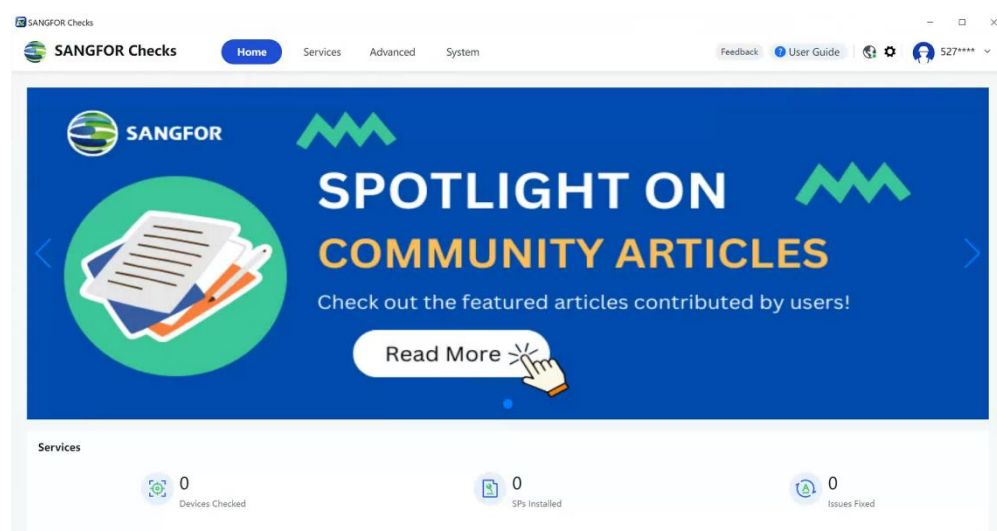 SANGFOR Checks
SANGFOR Checks Home Services Advanced System Feedback User Guide 527****
SANGFOR
SPOTLIGHT ON
COMMUNITY ARTICLES
Check out the featured articles contributed by users!
Read More
Services
0 0 0
Devices Checked SPs Installed Issues Fixed